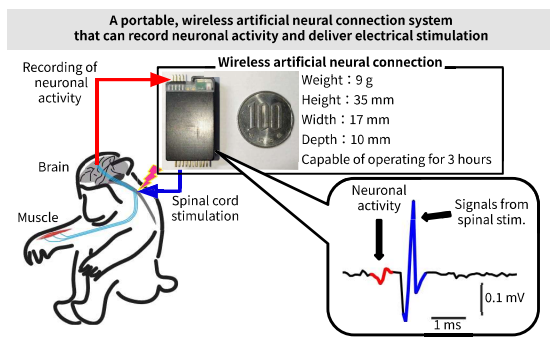 A portable, wireless artificial neural connection system
that can record neuronal activity and deliver electrical stimulation
Wireless artificial neural connection
Recording of
neuronal
activity
Weight：9 g
Height：35 mm
Width：17 mm
Depth：10 mm
Capable of operating for 3 hours
100
Brain
Spinal cord
stimulation
Muscle
Neuronal
activity
Signals from
spinal stim.
0.1 mV
1 ms